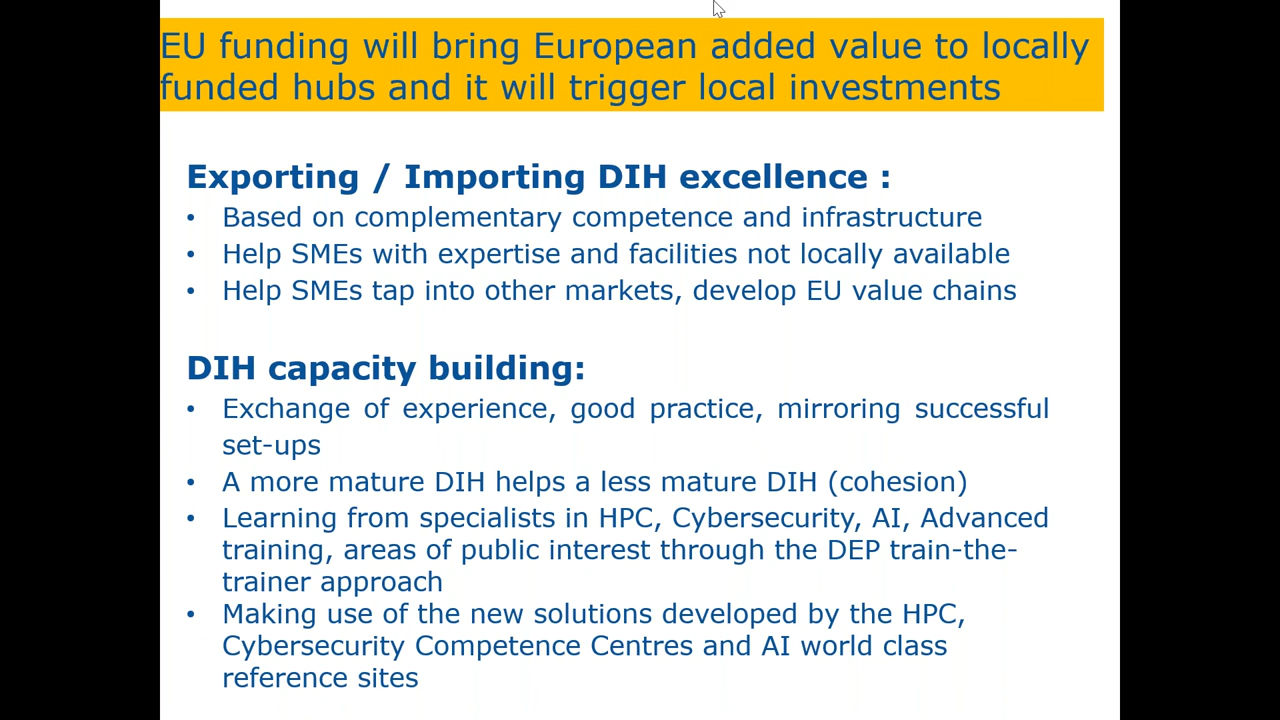 EU funding will bring European added value to locally
funded hubs and it will trigger local investments
Exporting / Importing DIH excellence :
• Based on complementary competence and infrastructure
• Help SMEs with expertise and facilities not locally available
• Help SMEs tap into other markets, develop EU value chains
DIH capacity building:
• Exchange of experience, good practice, mirroring successful
set-ups
• A more mature DIH helps a less mature DIH (cohesion)
• Learning from specialists in HPC, Cybersecurity, AI, Advanced
training, areas of public interest through the DEP train-the-
trainer approach
• Making use of the new solutions developed by the HPC,
Cybersecurity Competence Centres and AI world class
reference sites